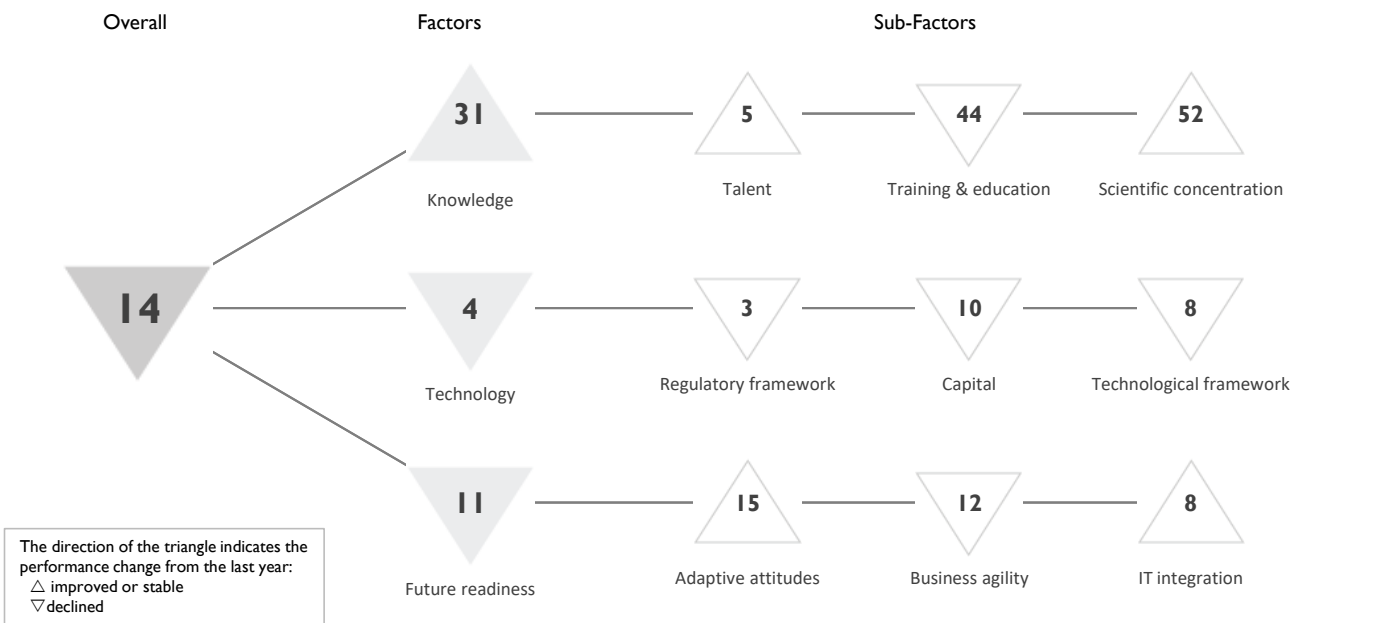 Overall
Factors
Sub-Factors
31
5
44
52
Knowledge
Talent
Training & education
Scientific concentration
14
4
3
10
8
Technology
Regulatory framework
Capital
Technological framework
11
15
12
8
Future readiness
Adaptive attitudes
Business agility
IT integration
The direction of the triangle indicates the
performance change from the last year:
△ improved or stable
▽ declined